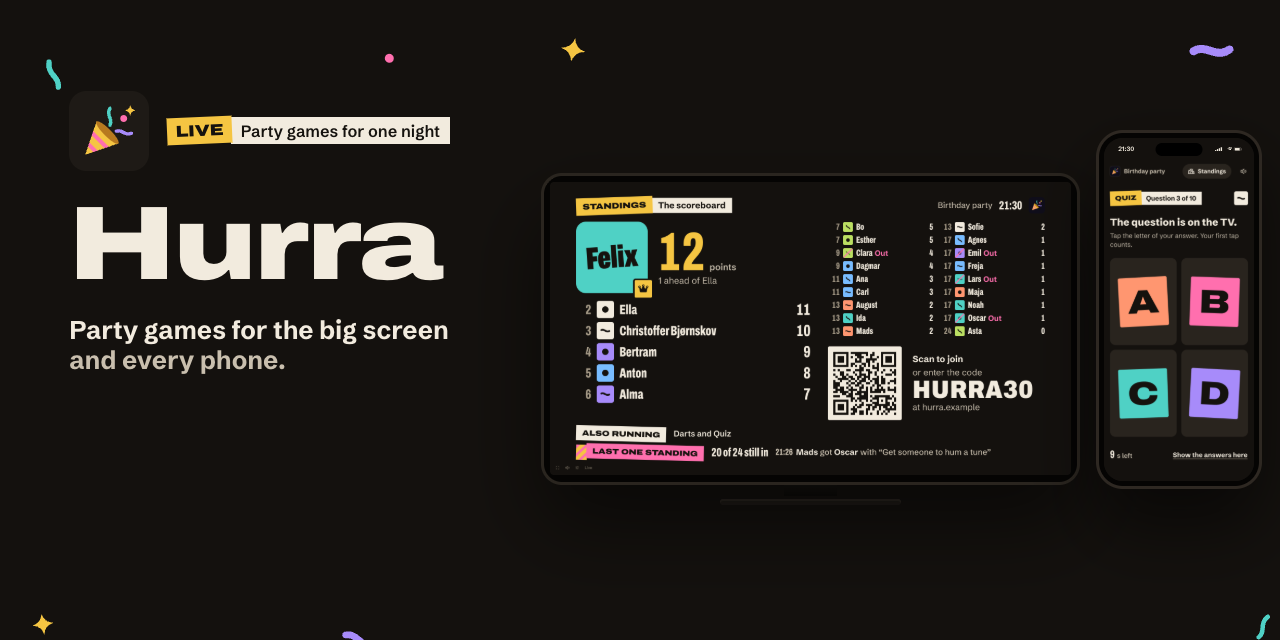 LIVE Party games for one night
Hurra
Party games for the big screen
and every phone.
STANDINGS The scoreboard
Birthday party 21:30
Felix
12 points
1 ahead of Ella
2 Ella 11
3 Christoffer Bjørnskov 10
4 Bertram 9
5 Anton 8
6 Alma 7
7 Bo 5
7 Esther 5
9 Clara Out 4
9 Dagmar 4
11 Ana 3
11 Carl 3
13 August 2
13 Ida 2
13 Mads 2
13 Sofie 2
17 Agnes 1
17 Emil Out 1
17 Freja 1
17 Lars Out 1
17 Maja 1
17 Noah 1
17 Oscar Out 1
24 Asta 0
Scan to join
or enter the code
HURRA30
at hurra.example
ALSO RUNNING Darts and Quiz
LAST ONE STANDING 20 of 24 still in 21:26 Mads got Oscar with “Get someone to hum a tune”
21:30
Birthday party Standings
QUIZ Question 3 of 10
The question is on the TV.
Tap the letter of your answer. Your first tap
counts.
A B
C D
9 s left Show the answers here